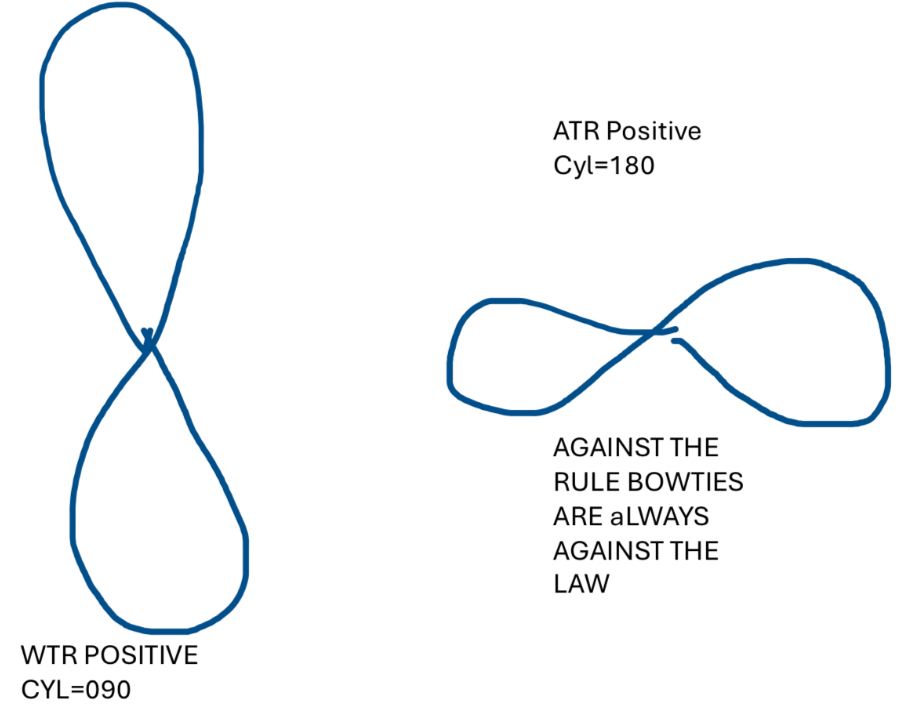 ATR Positive
Cyl=180
AGAINST THE
RULE BOWTIES
ARE aLWAYS
AGAINST THE
LAW
WTR POSITIVE
CYL=090